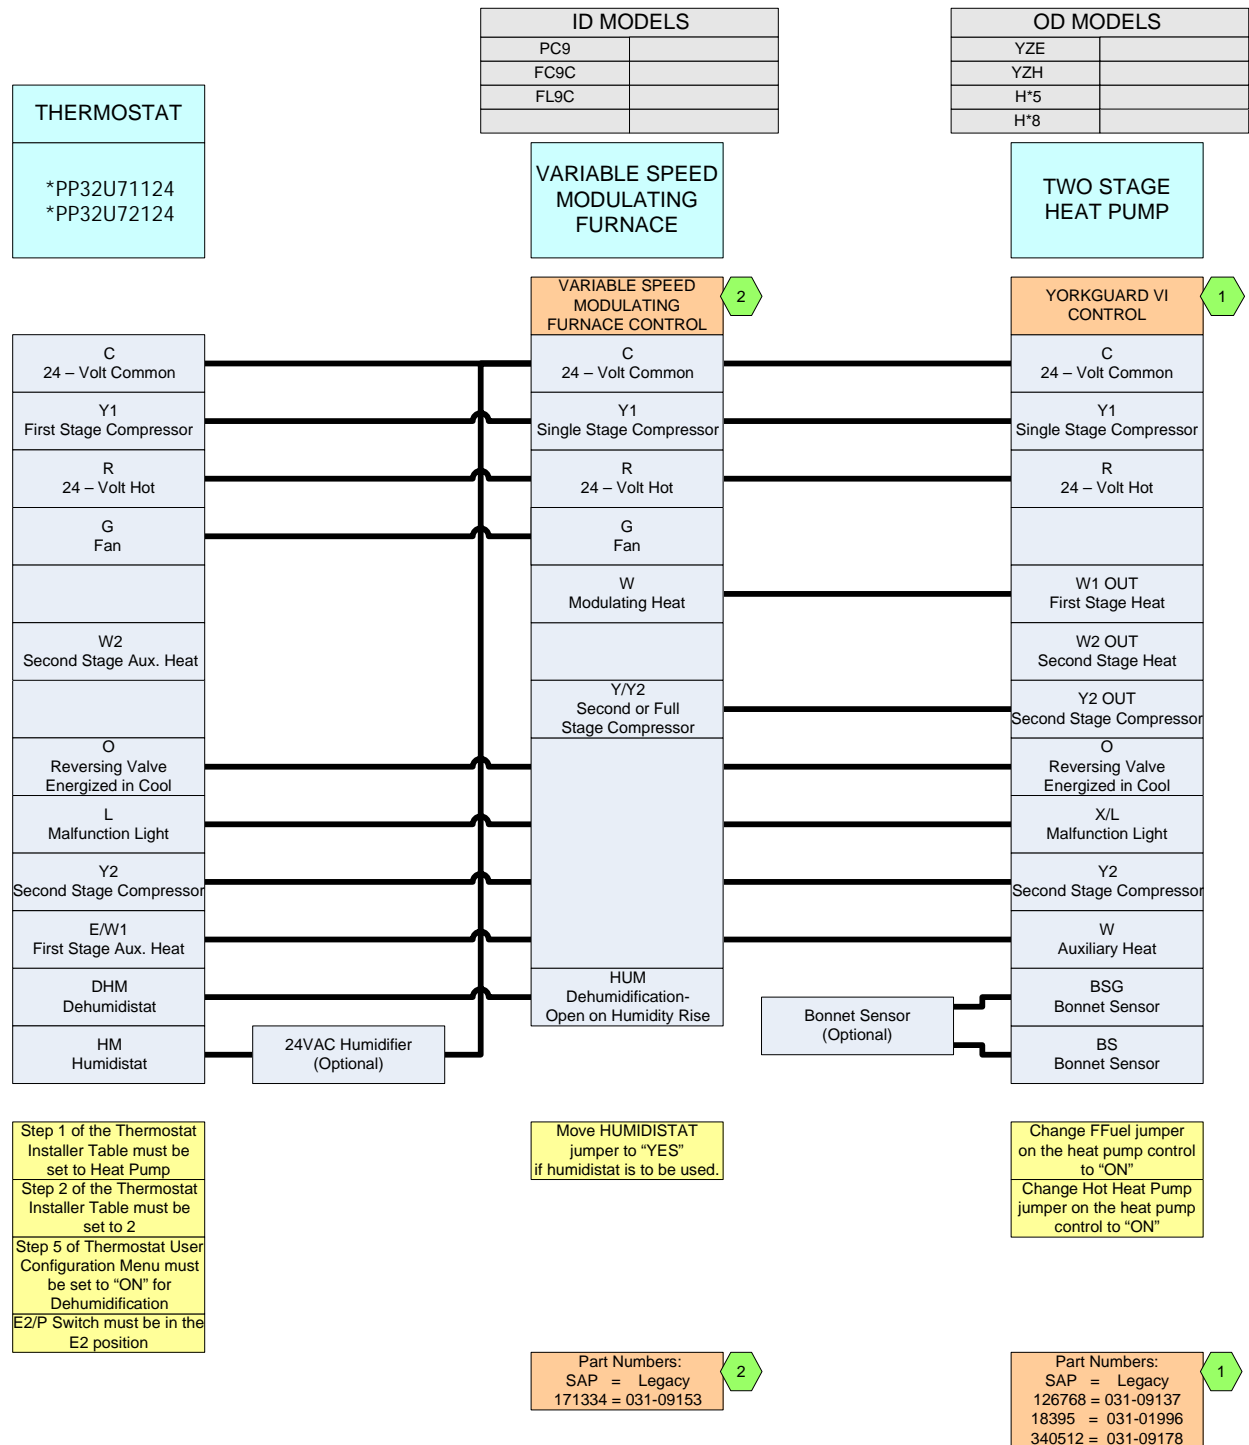 ID MODELS
PC9
FC9C
FL9C
OD MODELS
YZE
YZH
H*5
H*8
THERMOSTAT
*PP32U71124
*PP32U72124
VARIABLE SPEED
MODULATING
FURNACE
TWO STAGE
HEAT PUMP
VARIABLE SPEED
MODULATING
FURNACE CONTROL
2
YORKGUARD VI
CONTROL
1
C
24 – Volt Common
Y1
First Stage Compressor
R
24 – Volt Hot
G
Fan
W2
Second Stage Aux. Heat
O
Reversing Valve
Energized in Cool
L
Malfunction Light
Y2
Second Stage Compressor
E/W1
First Stage Aux. Heat
DHM
Dehumidistat
HM
Humidistat
24VAC Humidifier
(Optional)
C
24 – Volt Common
Y1
Single Stage Compressor
R
24 – Volt Hot
G
Fan
W
Modulating Heat
Y/Y2
Second or Full
Stage Compressor
HUM
Dehumidification-
Open on Humidity Rise
Bonnet Sensor
(Optional)
C
24 – Volt Common
Y1
Single Stage Compressor
R
24 – Volt Hot
W1 OUT
First Stage Heat
W2 OUT
Second Stage Heat
Y2 OUT
Second Stage Compressor
O
Reversing Valve
Energized in Cool
X/L
Malfunction Light
Y2
Second Stage Compressor
W
Auxiliary Heat
BSG
Bonnet Sensor
BS
Bonnet Sensor
Step 1 of the Thermostat
Installer Table must be
set to Heat Pump
Step 2 of the Thermostat
Installer Table must be
set to 2
Step 5 of Thermostat User
Configuration Menu must
be set to “ON” for
Dehumidification
E2/P Switch must be in the
E2 position
Move HUMIDISTAT
jumper to “YES”
if humidistat is to be used.
Change FFuel jumper
on the heat pump control
to “ON”
Change Hot Heat Pump
jumper on the heat pump
control to “ON”
Part Numbers:
SAP = Legacy
171334 = 031-09153
2
Part Numbers:
SAP = Legacy
126768 = 031-09137
18395 = 031-01996
340512 = 031-09178
1